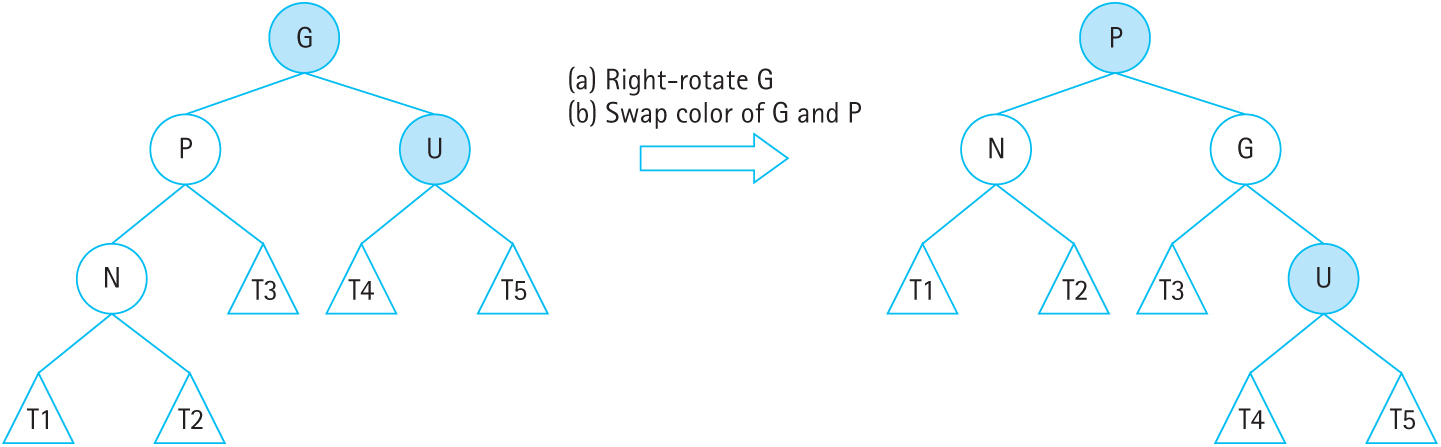 G
P
U
N
T3
T4
T5
T1
T2
(a) Right-rotate G
(b) Swap color of G and P
P
N
G
T1
T2
T3
U
T4
T5